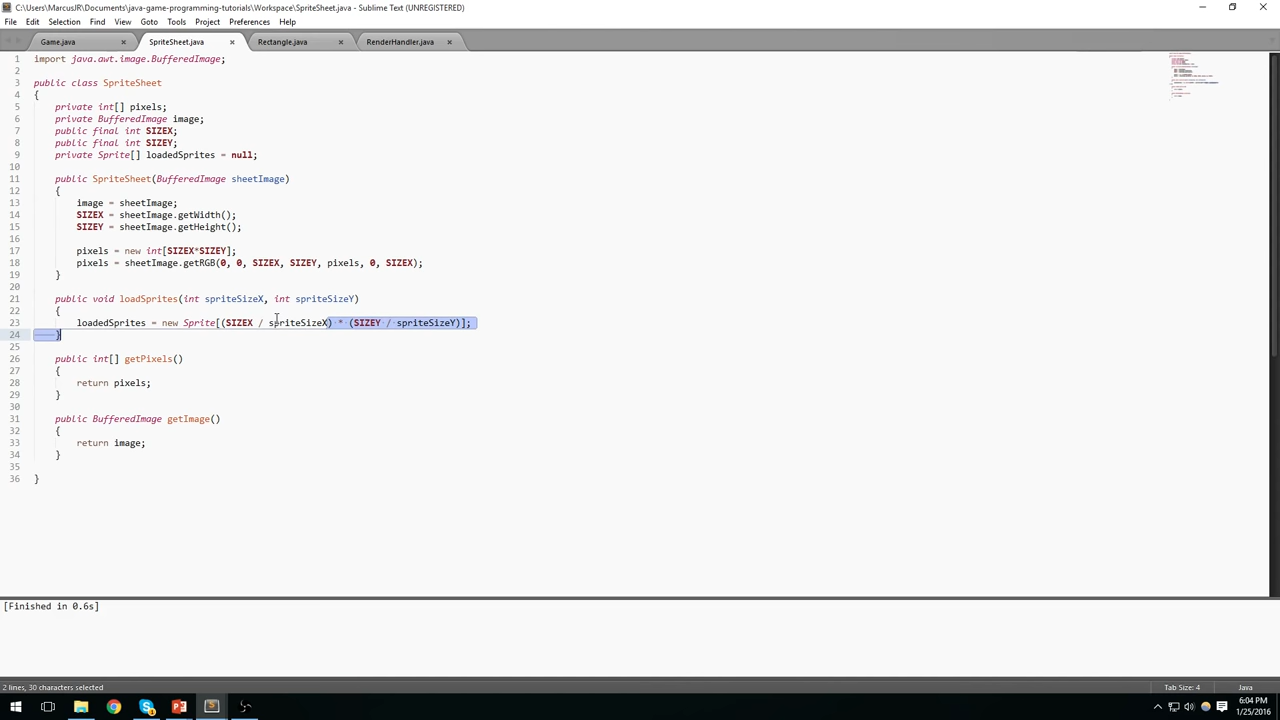 C:\Users\MarcusJR\Documents\java-game-programming-tutorials\Workspace\SpriteSheet.java - Sublime Text (UNREGISTERED)
File Edit Selection Find View Goto Tools Project Preferences Help
Game.java SpriteSheet.java Rectangle.java RenderHandler.java
1 import java.awt.image.BufferedImage;
2
3 public class SpriteSheet
4 {
5 private int[] pixels;
6 private BufferedImage image;
7 public final int SIZEX;
8 public final int SIZEY;
9 private Sprite[] loadedSprites = null;
10
11 public SpriteSheet(BufferedImage sheetImage)
12 {
13 image = sheetImage;
14 SIZEX = sheetImage.getWidth();
15 SIZEY = sheetImage.getHeight();
16
17 pixels = new int[SIZEX*SIZEY];
18 pixels = sheetImage.getRGB(0, 0, SIZEX, SIZEY, pixels, 0, SIZEX);
19 }
20
21 public void loadSprites(int spriteSizeX, int spriteSizeY)
22 {
23 loadedSprites = new Sprite[(SIZEX / spriteSizeX) * (SIZEY / spriteSizeY)];
24 }
25
26 public int[] getPixels()
27 {
28 return pixels;
29 }
30
31 public BufferedImage getImage()
32 {
33 return image;
34 }
35
36 }
[Finished in 0.6s]
2 lines, 30 characters selected Tab Size: 4 Java
6:04 PM
1/25/2016